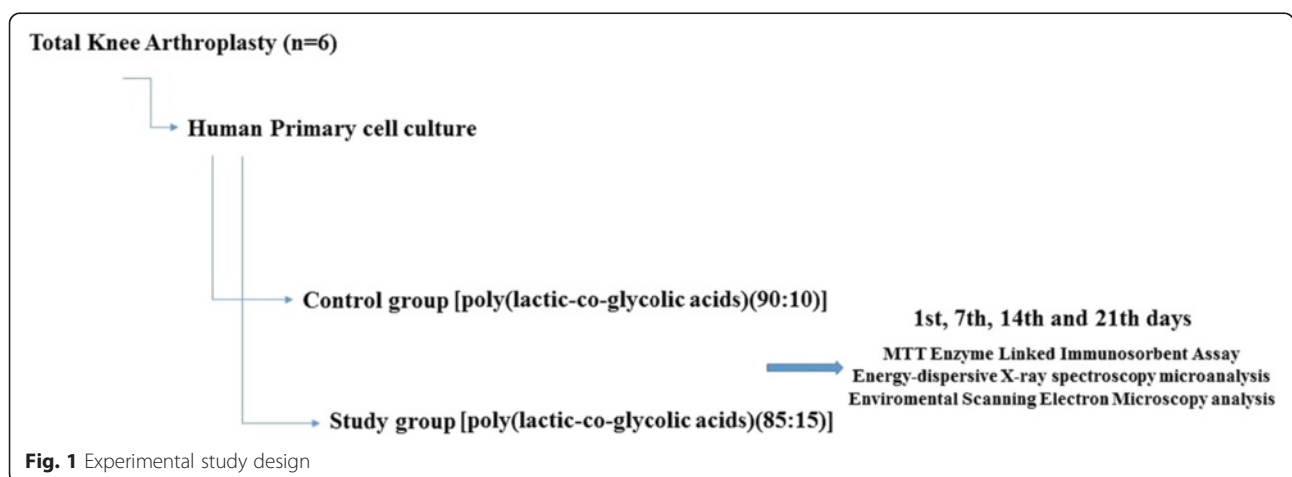 Total Knee Arthroplasty (n=6)
Human Primary cell culture
Control group [poly(lactic-co-glycolic acids)(90:10)]
1st, 7th, 14th and 21th days
MTT Enzyme Linked Immunosorbent Assay
Energy-dispersive X-ray spectroscopy microanalysis
Enviromental Scanning Electron Microscopy analysis
Study group [poly(lactic-co-glycolic acids)(85:15)]
Fig. 1 Experimental study design